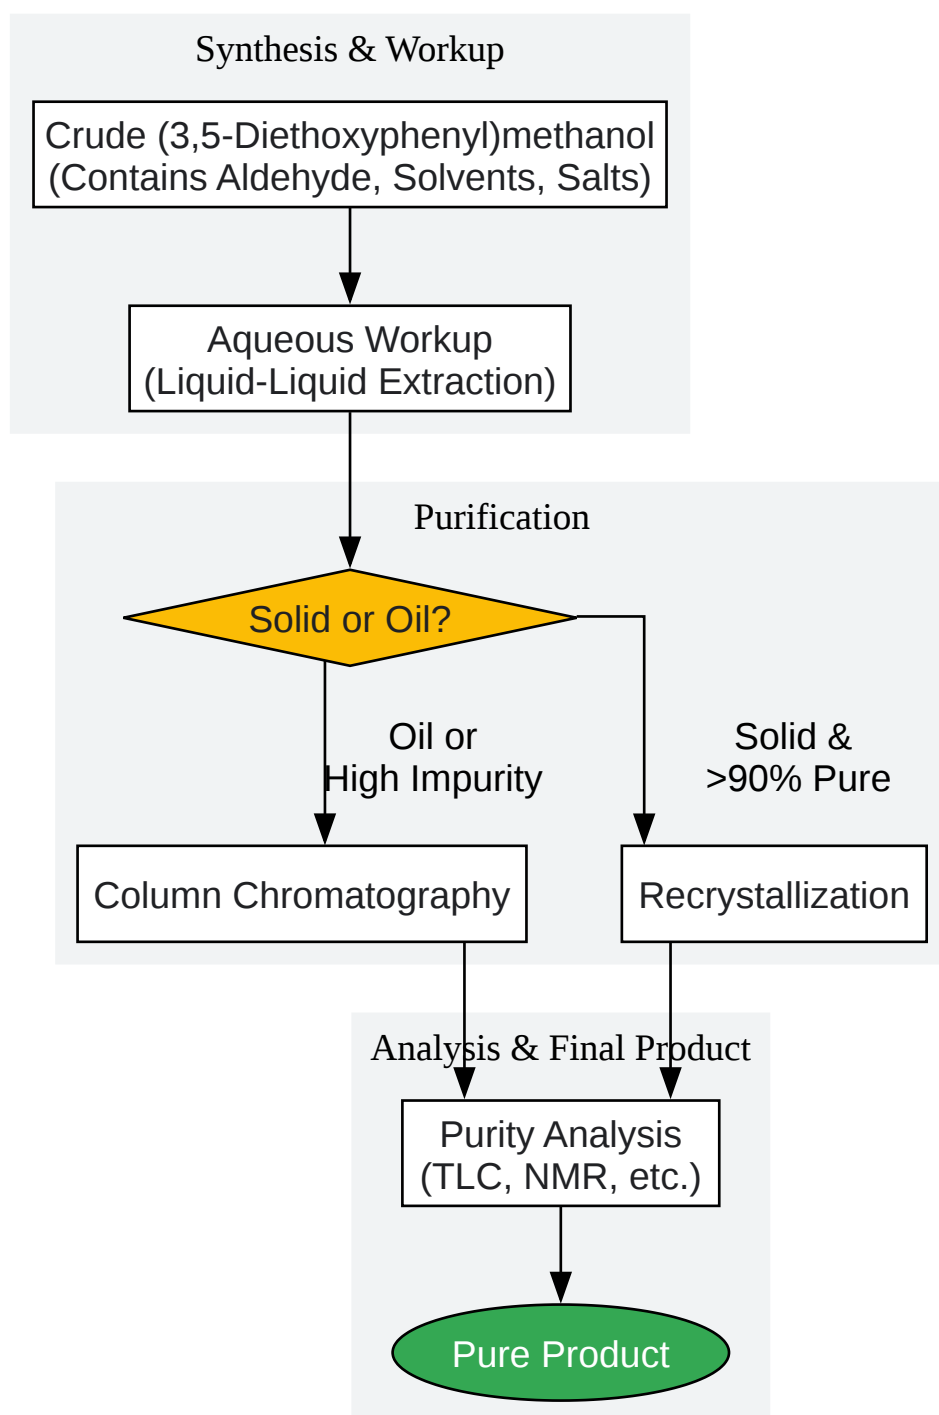 Synthesis & Workup
Crude (3,5-Diethoxyphenyl)methanol
(Contains Aldehyde, Solvents, Salts)
Aqueous Workup
(Liquid-Liquid Extraction)
Purification
Solid or Oil?
Oil or
High Impurity
Solid &
>90% Pure
Column Chromatography
Recrystallization
Analysis & Final Product
Purity Analysis
(TLC, NMR, etc.)
Pure Product